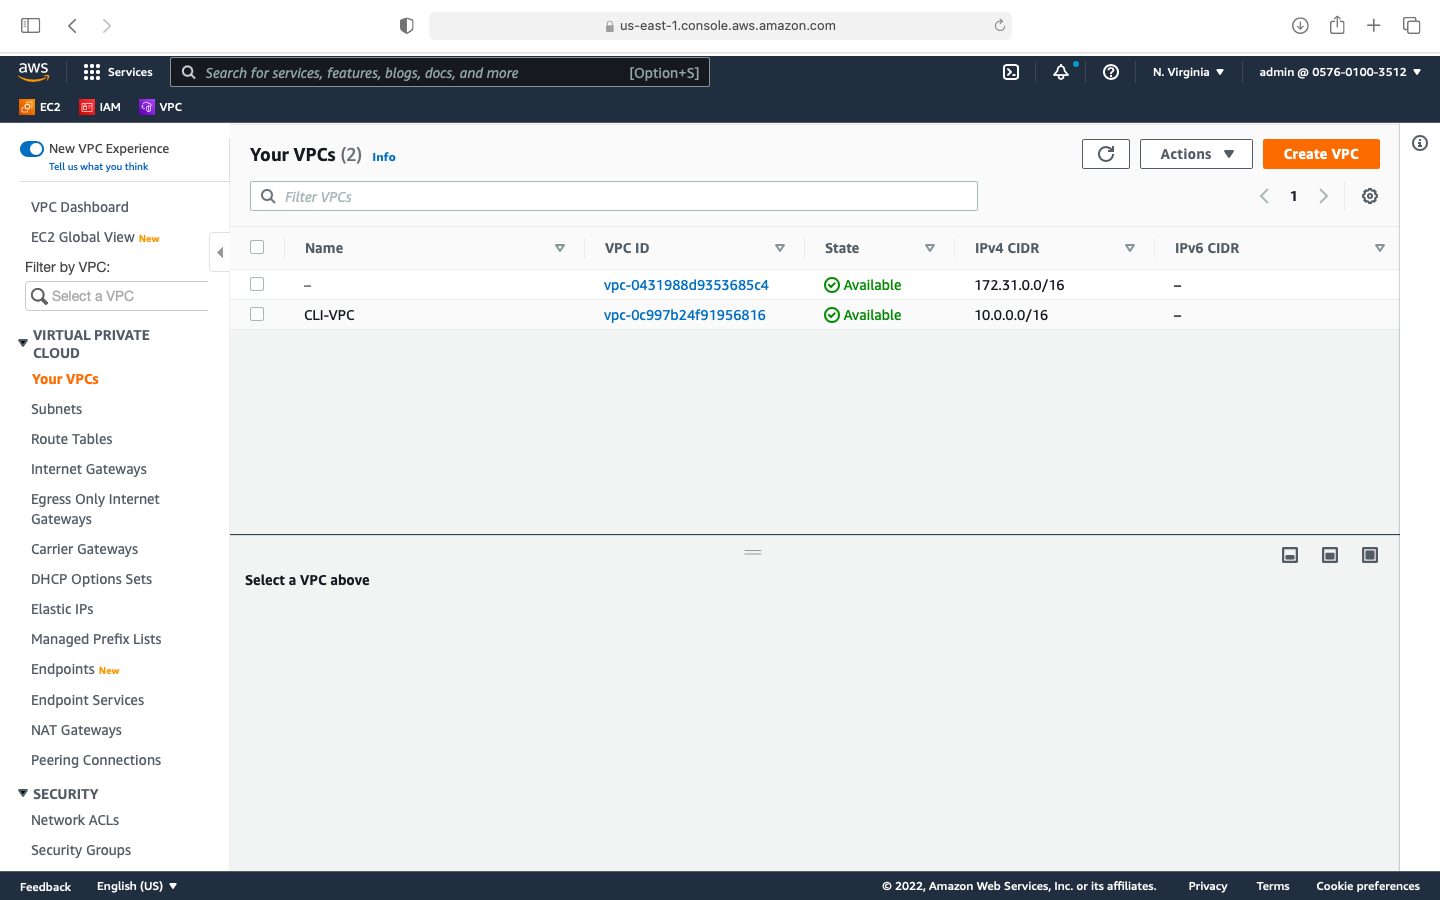 us-east-1.console.aws.amazon.com
aws
Services
Search for services, features, blogs, docs, and more [Option+S]
N. Virginia
admin @ 0576-0100-3512
EC2 IAM VPC
New VPC Experience
Tell us what you think
VPC Dashboard
EC2 Global View New
Filter by VPC:
Select a VPC
VIRTUAL PRIVATE
CLOUD
Your VPCs
Subnets
Route Tables
Internet Gateways
Egress Only Internet
Gateways
Carrier Gateways
DHCP Options Sets
Elastic IPs
Managed Prefix Lists
Endpoints New
Endpoint Services
NAT Gateways
Peering Connections
SECURITY
Network ACLs
Security Groups
Your VPCs (2) Info
Actions
Create VPC
Filter VPCs
1
Name VPC ID State IPv4 CIDR IPv6 CIDR
– vpc-0431988d9353685c4 Available 172.31.0.0/16 –
CLI-VPC vpc-0c997b24f91956816 Available 10.0.0.0/16 –
Select a VPC above
Feedback English (US) © 2022, Amazon Web Services, Inc. or its affiliates. Privacy Terms Cookie preferences